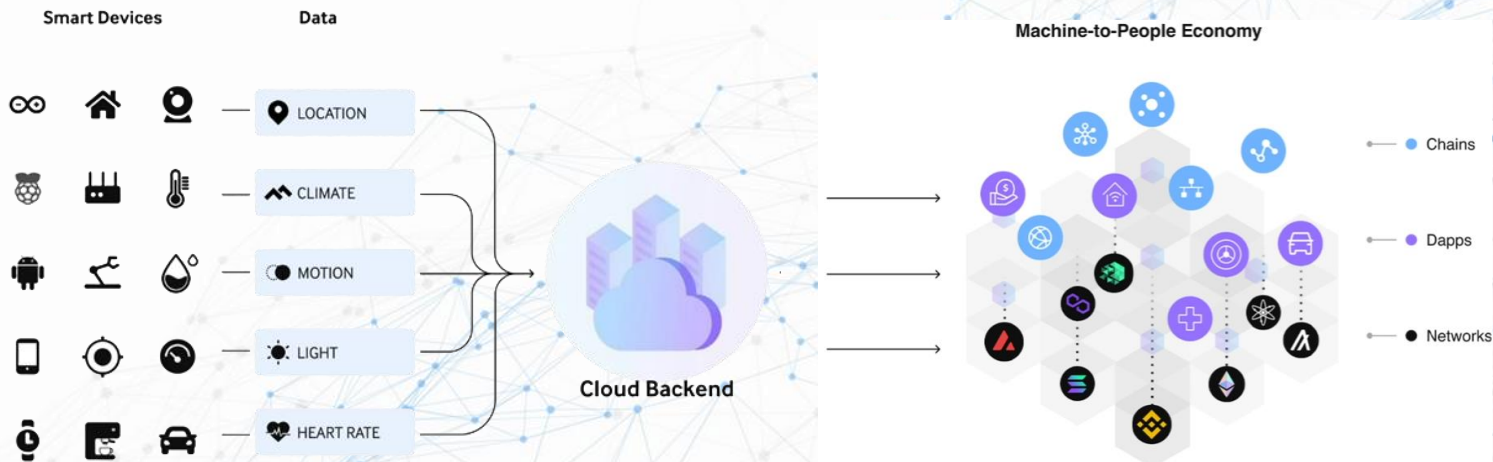 Smart Devices
Data
LOCATION
CLIMATE
MOTION
LIGHT
HEART RATE
Cloud Backend
Machine-to-People Economy
Chains
Dapps
Networks